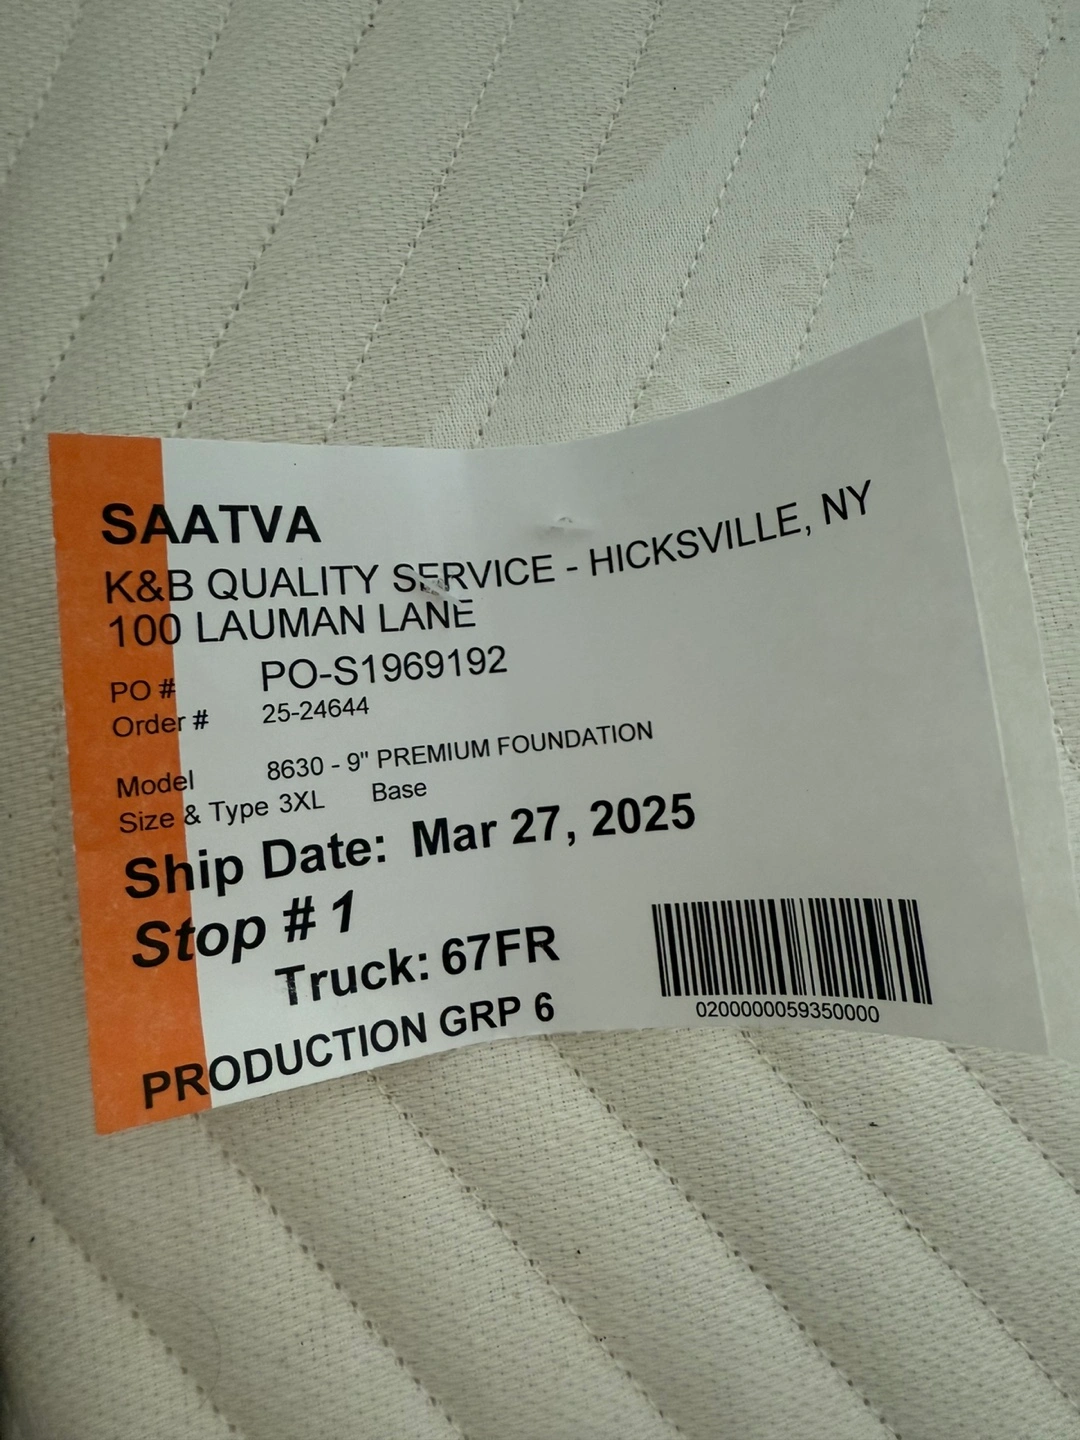 SAATVA
K&B QUALITY SERVICE - HICKSVILLE, NY
100 LAUMAN LANE
PO # PO-S1969192
Order # 25-24644
Model 8630 - 9" PREMIUM FOUNDATION
Size & Type 3XL Base
Ship Date: Mar 27, 2025
Stop # 1
Truck: 67FR
PRODUCTION GRP 6
0200000059350000